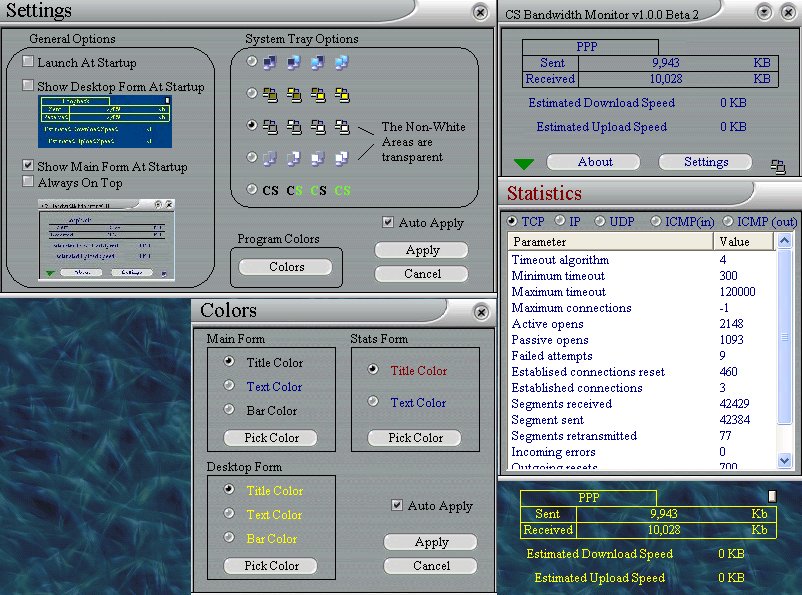 Settings
General Options
Launch At Startup
Show Desktop Form At Startup
Show Main Form At Startup
Always On Top
System Tray Options
The Non-White
Areas are
transparent
CS CS CS CS
Program Colors
Colors
Auto Apply
Apply
Cancel
CS Bandwidth Monitor v1.0.0 Beta 2
PPP
Sent 9,943 KB
Received 10,028 KB
Estimated Download Speed 0 KB
Estimated Upload Speed 0 KB
About Settings
Statistics
TCP IP UDP ICMP(in) ICMP (out)
Parameter Value
Timeout algorithm 4
Minimum timeout 300
Maximum timeout 120000
Maximum connections -1
Active opens 2148
Passive opens 1093
Failed attempts 9
Establised connections reset 460
Established connections 3
Segments received 42429
Segment sent 42384
Segments retransmitted 77
Incoming errors 0
Outgoing resets 700
Colors
Main Form
Title Color
Text Color
Bar Color
Pick Color
Stats Form
Title Color
Text Color
Pick Color
Desktop Form
Title Color
Text Color
Bar Color
Pick Color
Auto Apply
Apply
Cancel
PPP
Sent 9,943 Kb
Received 10,028 Kb
Estimated Download Speed 0 KB
Estimated Upload Speed 0 KB